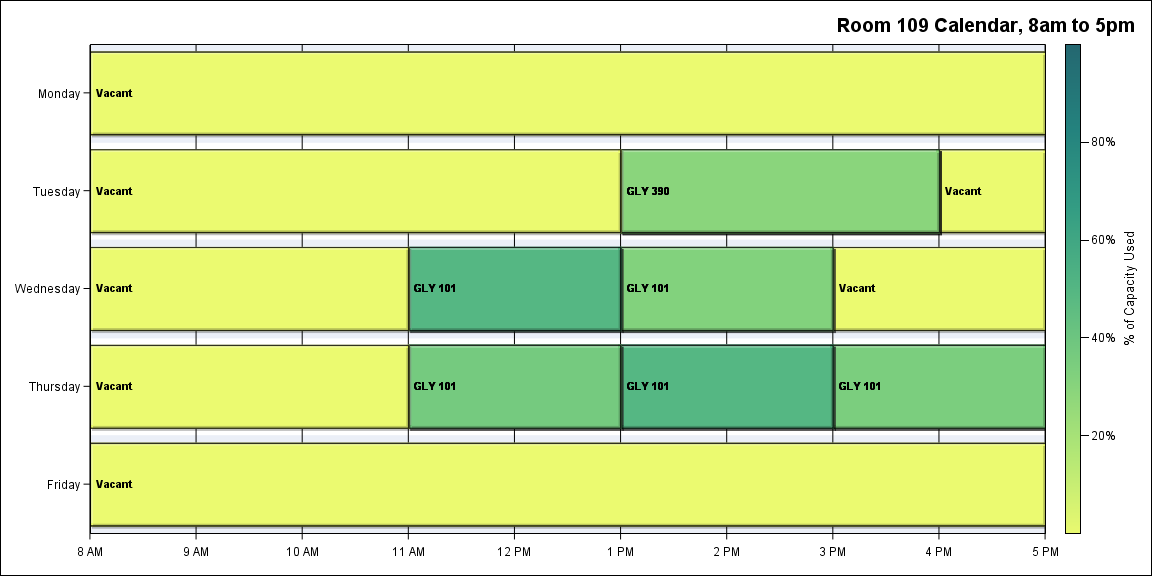 Room 109 Calendar, 8am to 5pm
Monday
Vacant
Tuesday
Vacant
GLY 390
Vacant
Wednesday
Vacant
GLY 101
GLY 101
Vacant
Thursday
Vacant
GLY 101
GLY 101
GLY 101
Friday
Vacant
8 AM
9 AM
10 AM
11 AM
12 PM
1 PM
2 PM
3 PM
4 PM
5 PM
80%
60%
40%
20%
% of Capacity Used